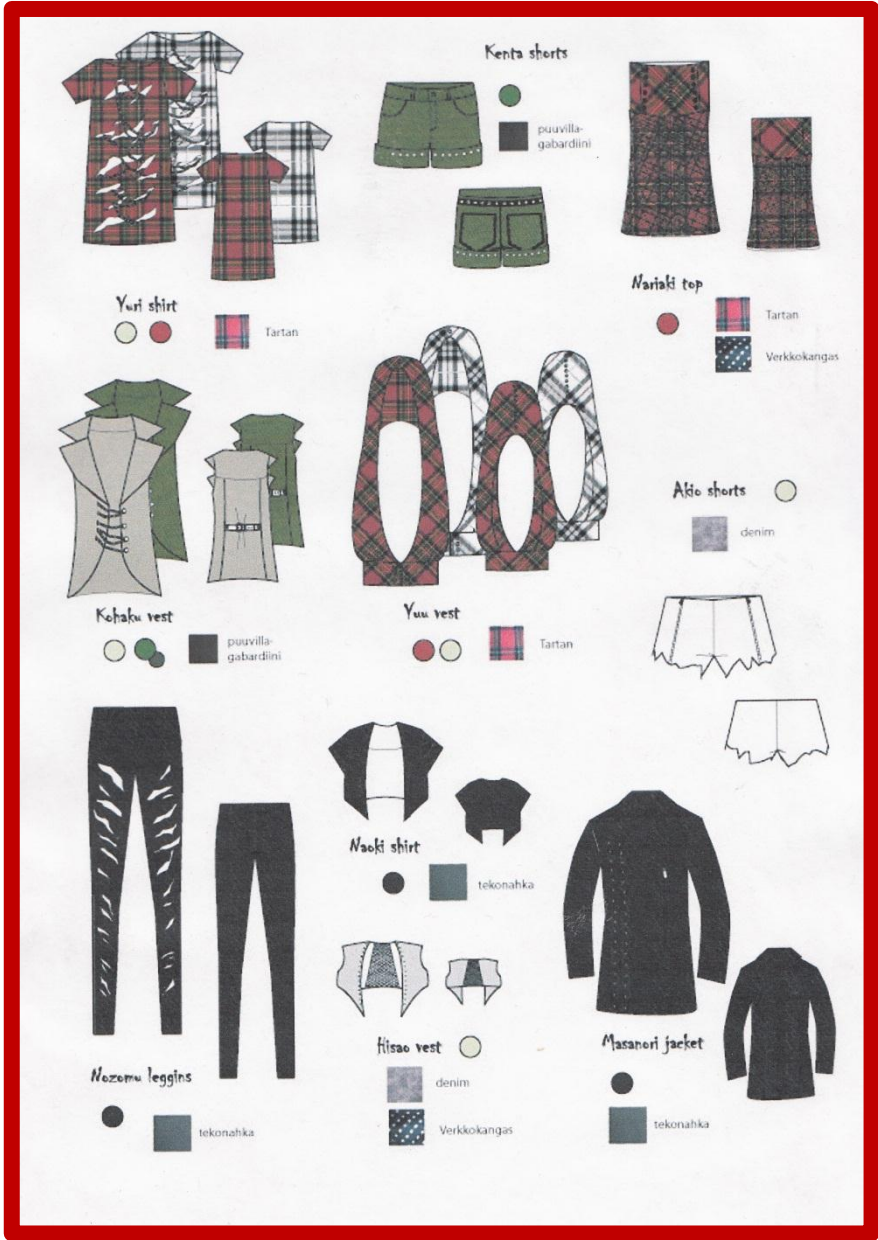 Kenta shorts
puuvilla-
gabardiini
Nariaki top
Tartan
Verkkokangas
Yuri shirt
Tartan
Akio shorts
denim
Kohaku vest
puuvilla-
gabardiini
Yuu vest
Tartan
Naoki shirt
tekonahka
Hisao vest
denim
Verkkokangas
Masanori jacket
tekonahka
Nozomu leggins
tekonahka